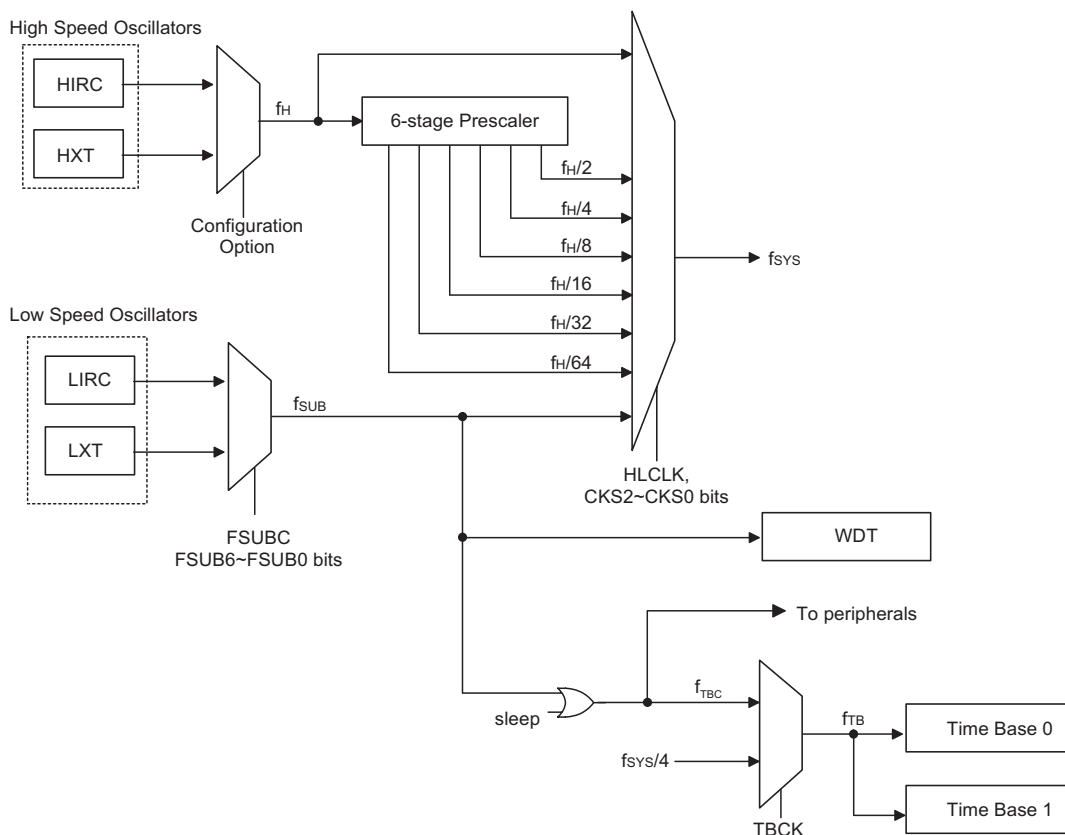 High Speed Oscillators
HIRC
HXT
fH
Configuration
Option
6-stage Prescaler
fH/2
fH/4
fH/8
fH/16
fH/32
fH/64
fSYS
HLCLK,
CKS2~CKS0 bits
Low Speed Oscillators
LIRC
LXT
fSUB
FSUBC
FSUB6~FSUB0 bits
WDT
To peripherals
sleep
fTBC
fSYS/4
TBCK
fTB
Time Base 0
Time Base 1